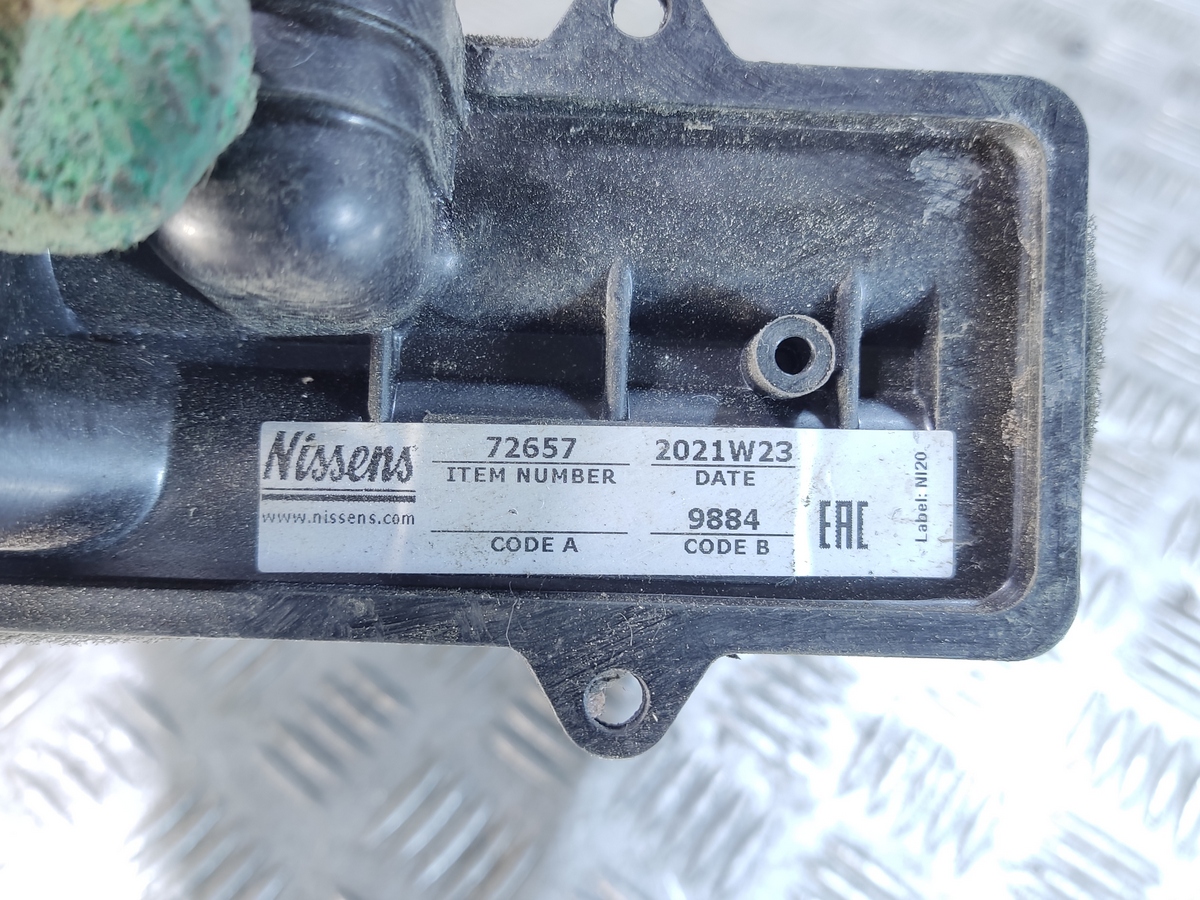 Nissens
www.nissens.com
72657
ITEM NUMBER
CODE A
2021W23
DATE
9884
CODE B
EAC
Label: NI20